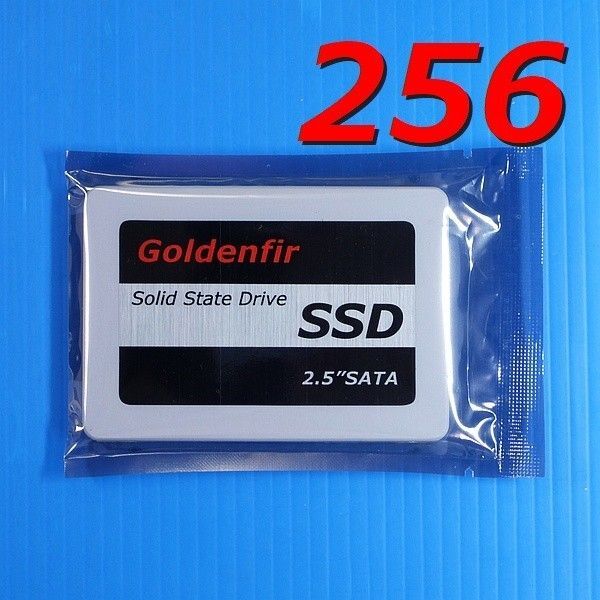 256
Goldenfir
Solid State Drive
SSD
2.5"SATA